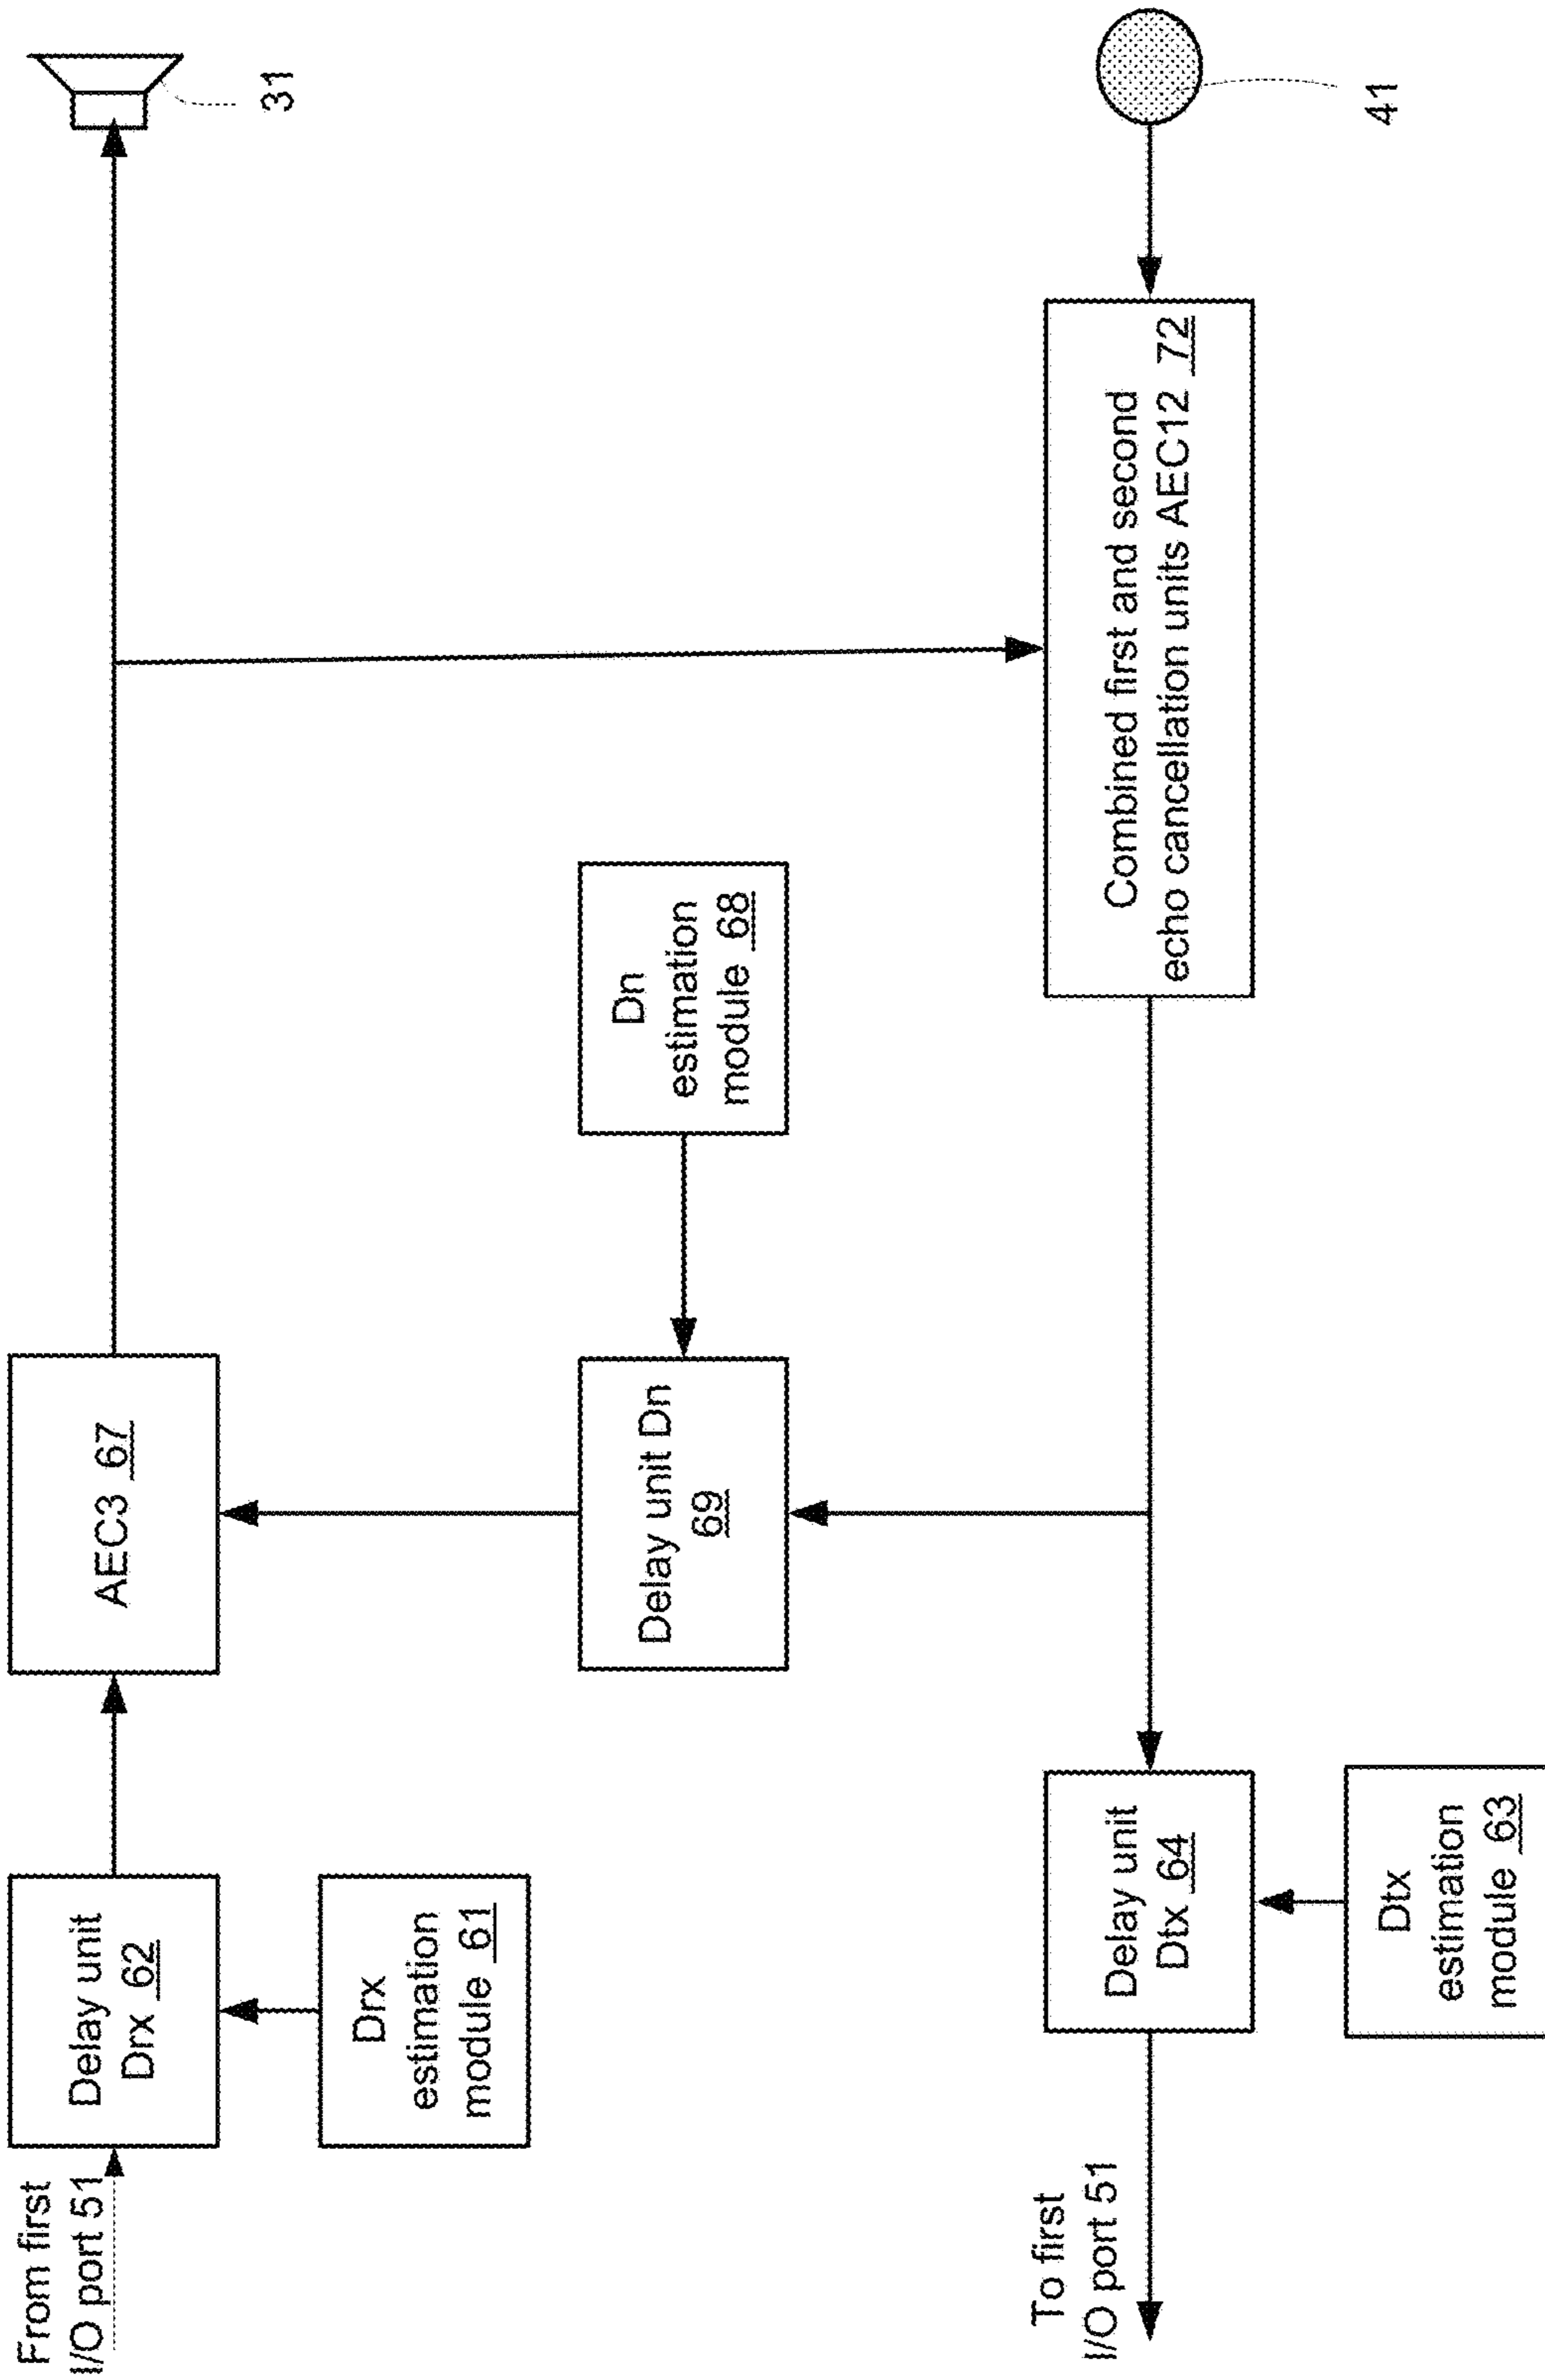 From first
I/O port 51
Delay unit
Drx 62
Drx
estimation
module 61
AEC3 67
31
Delay unit Dn
69
Dn
estimation
module 68
To first
I/O port 51
Delay unit
Dtx 64
Dtx
estimation
module 63
Combined first and second
echo cancellation units AEC12 72
41